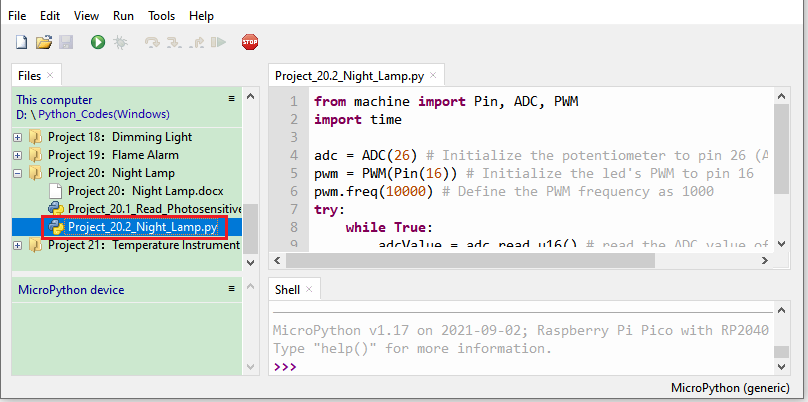 File Edit View Run Tools Help
STOP
Files
This computer
D: \ Python_Codes(Windows)
Project 18: Dimming Light
Project 19: Flame Alarm
Project 20: Night Lamp
Project 20: Night Lamp.docx
Project_20.1_Read_Photosensitive
Project_20.2_Night_Lamp.py
Project 21: Temperature Instrument
MicroPython device
Project_20.2_Night_Lamp.py
1 from machine import Pin, ADC, PWM
2 import time
3
4 adc = ADC(26) # Initialize the potentiometer to pin 26 (A
5 pwm = PWM(Pin(16)) # Initialize the led's PWM to pin 16
6 pwm.freq(10000) # Define the PWM frequency as 1000
7 try:
8 while True:
9 adcValue = adc.read_u16() # read the ADC value of
Shell
MicroPython v1.17 on 2021-09-02; Raspberry Pi Pico with RP2040
Type "help()" for more information.
>>>
MicroPython (generic)